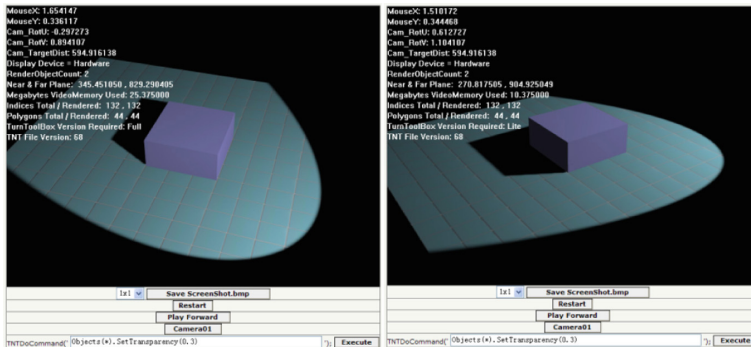 MouseX: 1.654147
MouseY: 0.336117
Cam_RotU: -0.297273
Cam_RotV: 0.894107
Cam_TargetDist: 594.916138
Display Device = Hardware
RenderObjectCount: 2
Near & Far Plane: 345.451050 , 829.290405
Megabytes VideoMemory Used: 25.375000
Indices Total / Rendered: 132 , 132
Polygons Total / Rendered: 44 , 44
TurnToolBox Version Required: Full
TNT File Version: 68
1x1 Save ScreenShot.bmp
Restart
Play Forward
Camera01
TNTDoCommand(' Objects(*).SetTransparency(0.3) '); Execute
MouseX: 1.510172
MouseY: 0.344468
Cam_RotU: 0.612727
Cam_RotV: 1.104107
Cam_TargetDist: 594.916138
Display Device = Hardware
RenderObjectCount: 2
Near & Far Plane: 270.817505 , 904.925049
Megabytes VideoMemory Used: 10.375000
Indices Total / Rendered: 132 , 132
Polygons Total / Rendered: 44 , 44
TurnToolBox Version Required: Lite
TNT File Version: 68
1x1 Save ScreenShot.bmp
Restart
Play Forward
Camera01
TNTDoCommand(' Objects(*).SetTransparency(0.3) '); Execute